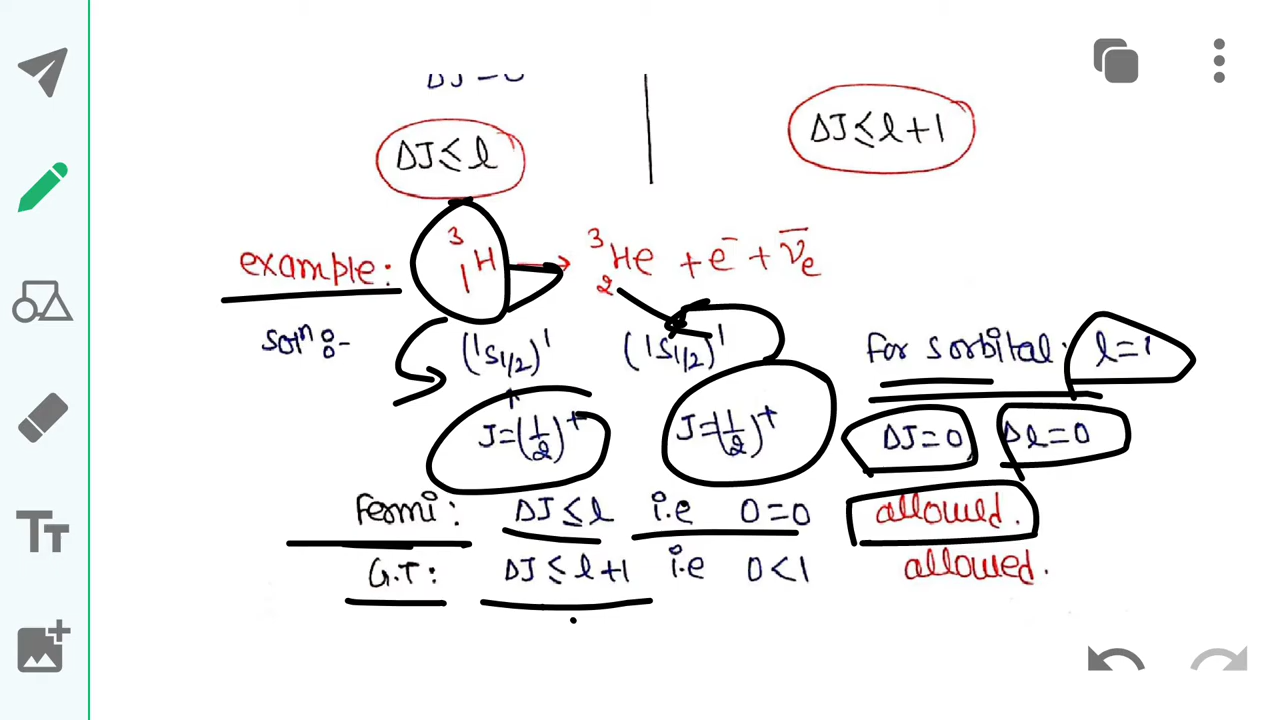 ΔJ ≤ l
ΔJ ≤ l+1
example: ³₁H → ³₂He + e⁻ + ν̄ₑ
Solⁿ :- (1S₁/₂)¹ (1S₁/₂)¹ For s orbital: l=1
J=(1/2)⁺ J=(1/2)⁺ ΔJ=0 Δl=0
Fermi: ΔJ ≤ l i.e 0=0 allowed.
G.T: ΔJ ≤ l+1 i.e 0<1 allowed.
TT